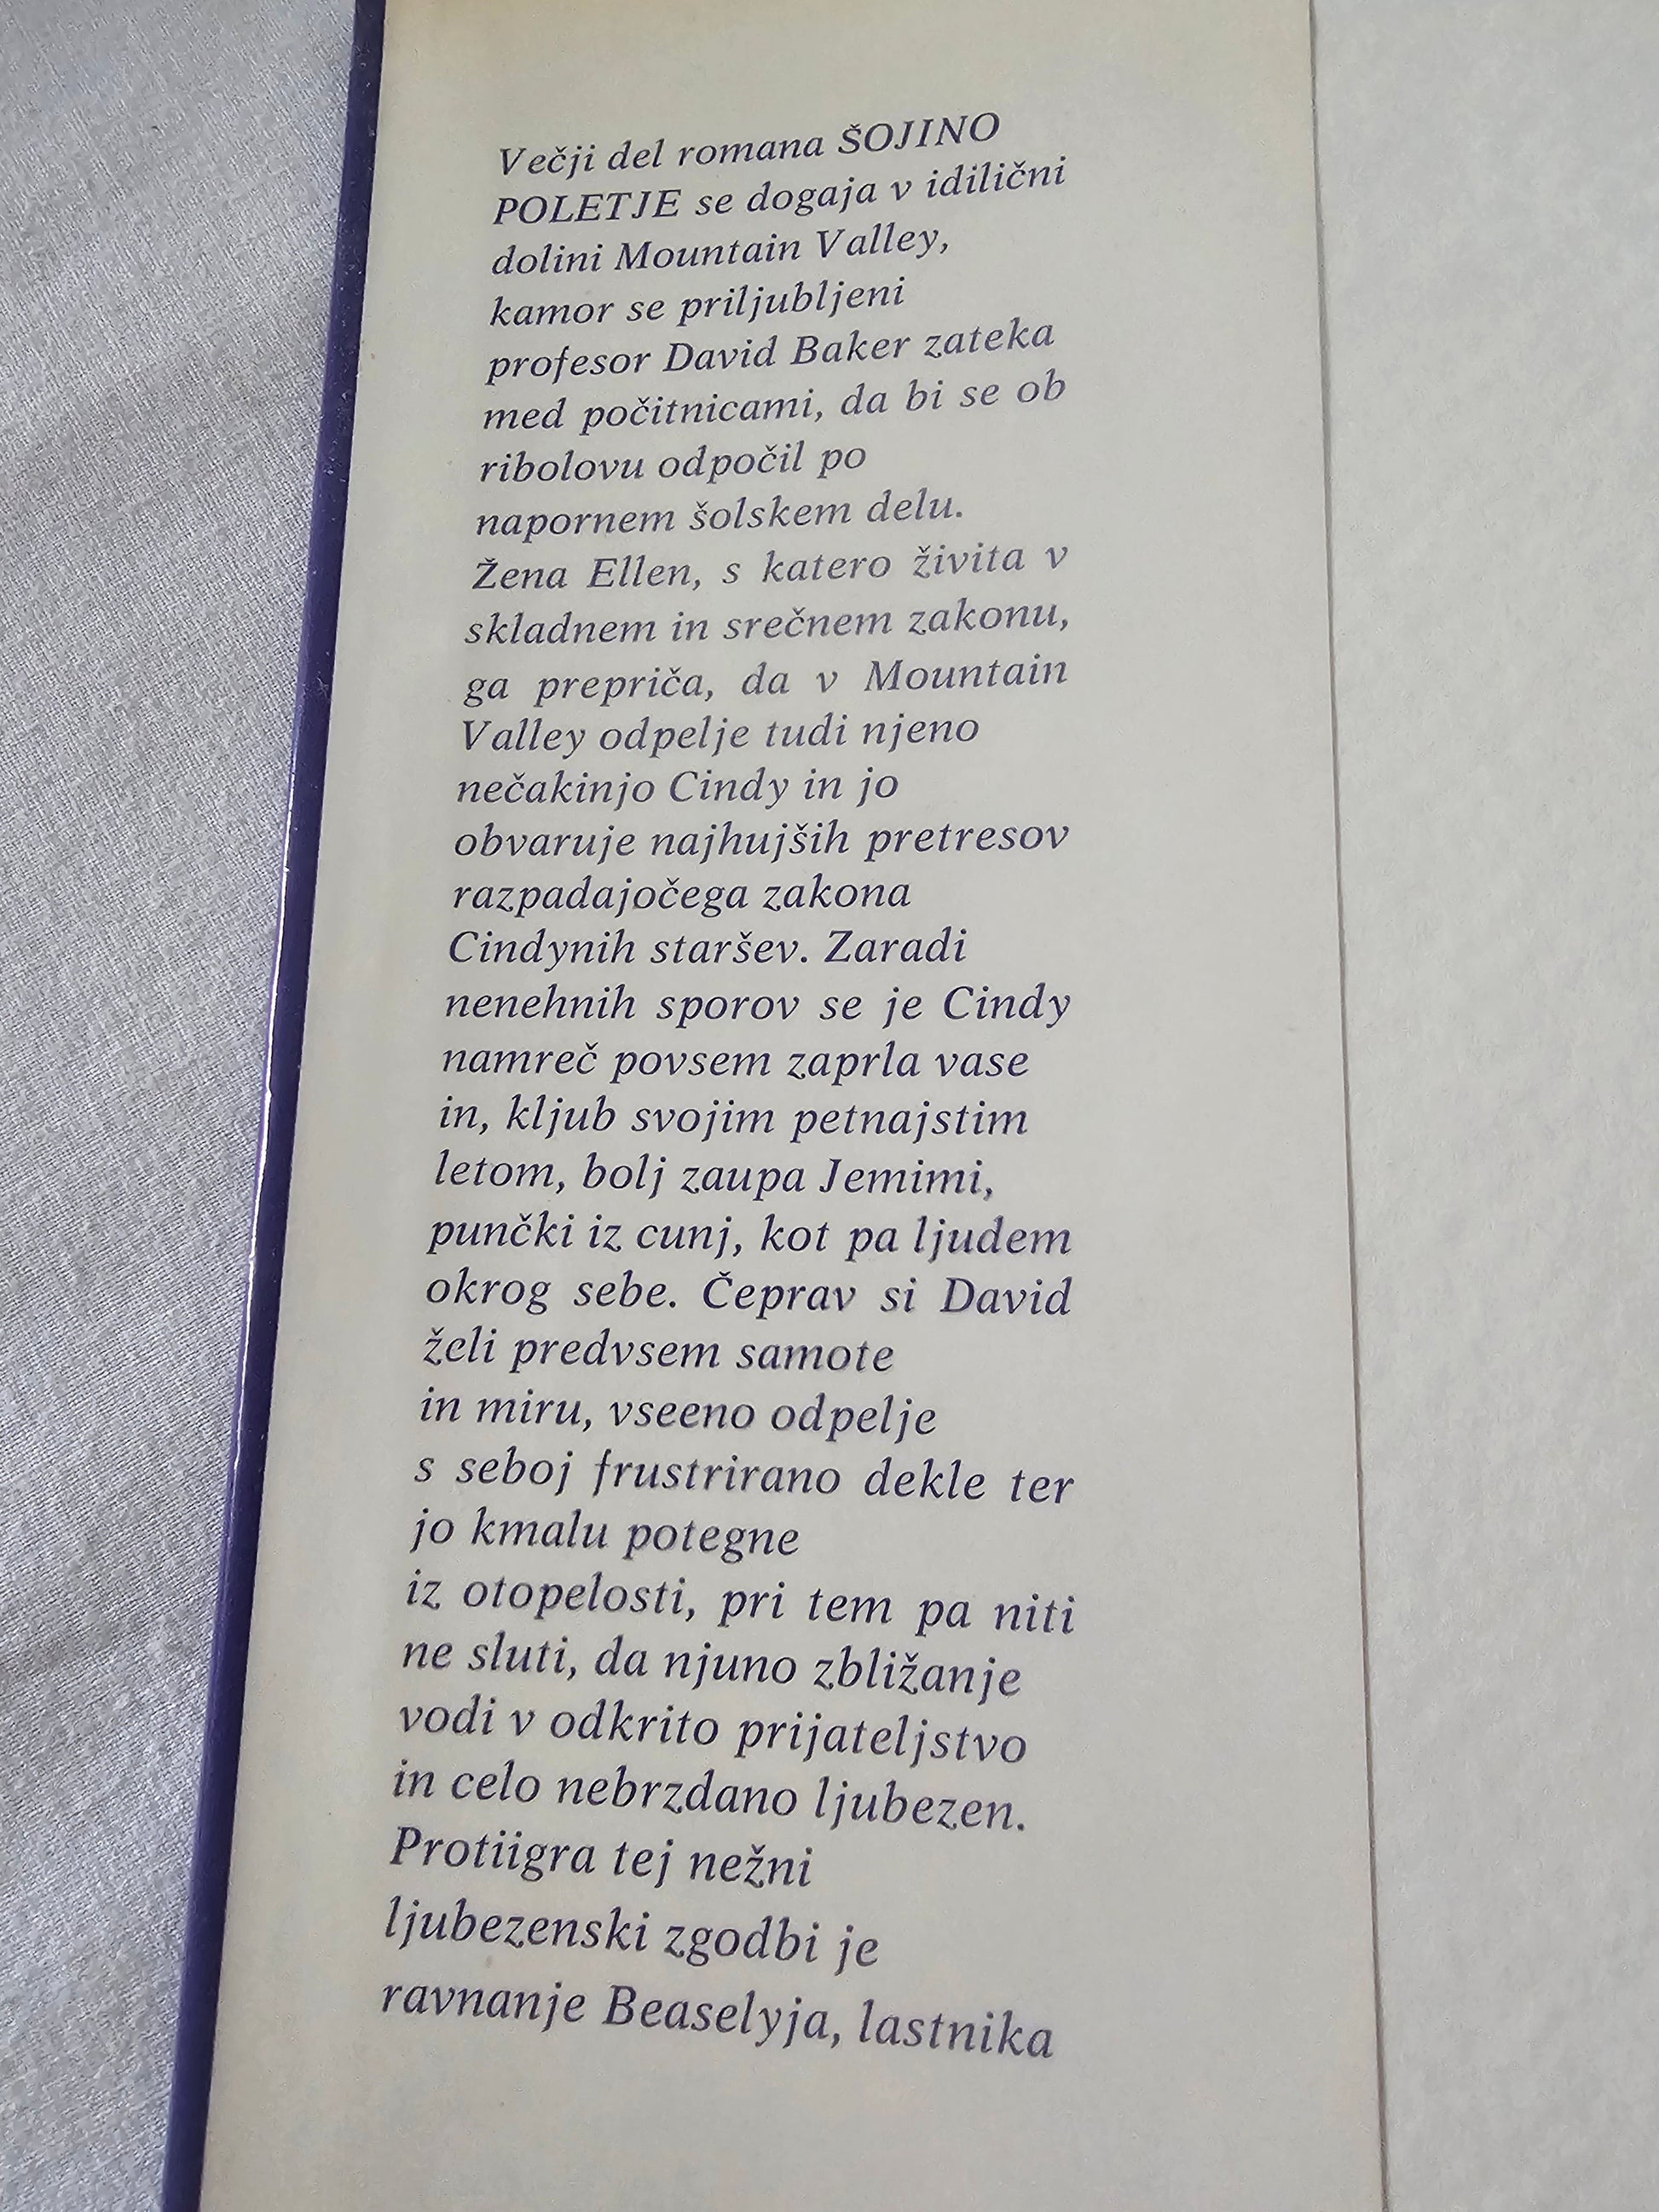 Večji del romana ŠOJINO
POLETJE se dogaja v idilični
dolini Mountain Valley,
kamor se priljubljeni
profesor David Baker zateka
med počitnicami, da bi se ob
ribolovu odpočil po
napornem šolskem delu.
Žena Ellen, s katero živita v
skladnem in srečnem zakonu,
ga prepriča, da v Mountain
Valley odpelje tudi njeno
nečakinjo Cindy in jo
obvaruje najhujših pretresov
razpadajočega zakona
Cindynih staršev. Zaradi
nenehnih sporov se je Cindy
namreč povsem zaprla vase
in, kljub svojim petnajstim
letom, bolj zaupa Jemimi,
punčki iz cunj, kot pa ljudem
okrog sebe. Čeprav si David
želi predvsem samote
in miru, vseeno odpelje
s seboj frustrirano dekle ter
jo kmalu potegne
iz otopelosti, pri tem pa niti
ne sluti, da njuno zbližanje
vodi v odkrito prijateljstvo
in celo nebrzdano ljubezen.
Protiigra tej nežni
ljubezenski zgodbi je
ravnanje Beaselyja, lastnika